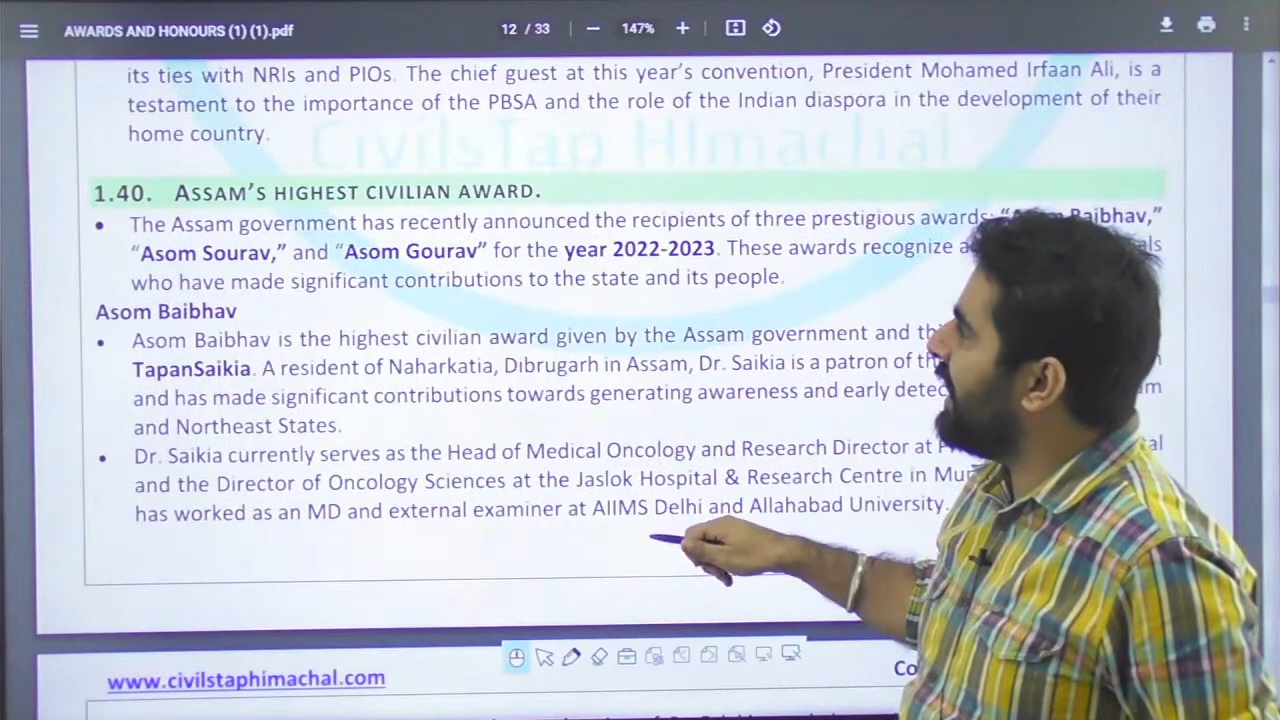 AWARDS AND HONOURS (1) (1).pdf
12 / 33
147%
its ties with NRIs and PIOs. The chief guest at this year's convention, President Mohamed Irfaan Ali, is a
testament to the importance of the PBSA and the role of the Indian diaspora in the development of their
home country.
CivilsTap HImachal
1.40. ASSAM'S HIGHEST CIVILIAN AWARD.
• The Assam government has recently announced the recipients of three prestigious awards: Baibhav,”
“Asom Sourav,” and “Asom Gourav” for the year 2022-2023. These awards recognize
who have made significant contributions to the state and its people.
Asom Baibhav
• Asom Baibhav is the highest civilian award given by the Assam government and
TapanSaikia. A resident of Naharkatia, Dibrugarh in Assam, Dr. Saikia is a patron of
and has made significant contributions towards generating awareness and early
and Northeast States.
• Dr. Saikia currently serves as the Head of Medical Oncology and Research Director at
and the Director of Oncology Sciences at the Jaslok Hospital & Research Centre in
has worked as an MD and external examiner at AIIMS Delhi and Allahabad University.
www.civilstaphimachal.com